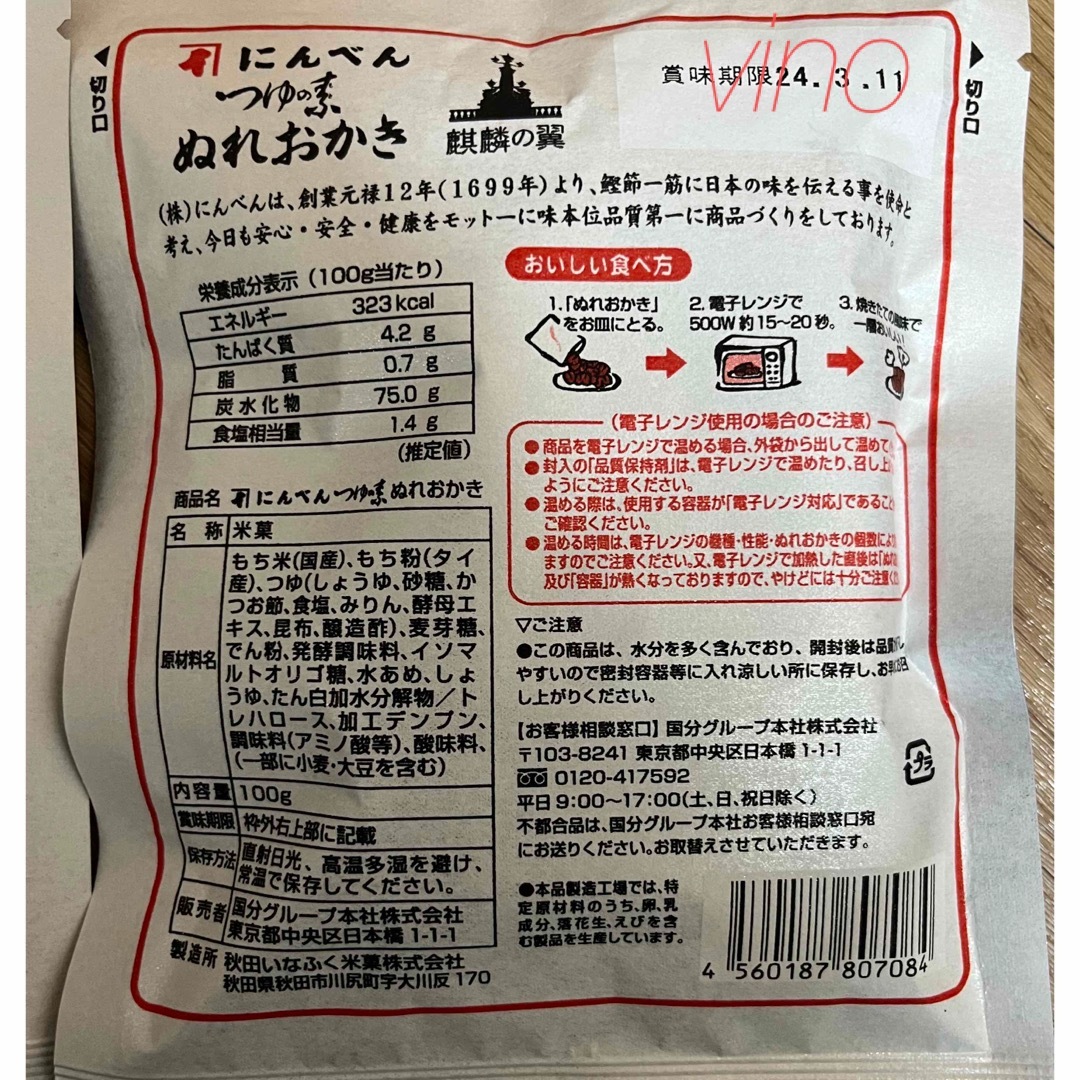 vino
賞味期限24.3.11
切り口
切り口
にんべん
つゆの素
ぬれおかき
麒麟の翼
(株)にんべんは、創業元禄12年(1699年)より、鰹節一筋に日本の味を伝える事を使命と
考え、今日も安心・安全・健康をモットーに味本位品質第一に商品づくりをしております。
栄養成分表示(100g当たり)
エネルギー 323kcal
たんぱく質 4.2 g
脂 質 0.7 g
炭水化物 75.0 g
食塩相当量 1.4 g
(推定値)
おいしい食べ方
1.「ぬれおかき」
をお皿にとる。
2. 電子レンジで
500W 約15〜20秒。
3. 焼きたての風味で
一層おいしい!
(電子レンジ使用の場合のご注意)
●商品を電子レンジで温める場合、外袋から出して温めて
●封入の「品質保持剤」は、電子レンジで温めたり、召し上
ようにご注意ください。
●温める際は、使用する容器が「電子レンジ対応」であること
ご確認ください。
●温める時間は、電子レンジの機種・性能・ぬれおかきの個数によ
ますのでご注意ください。又、電子レンジで加熱した直後は「ぬれ
及び「容器」が熱くなっておりますので、やけどには十分ご注意く
商品名 にんべんつゆの素ぬれおかき
名 称 米菓
原材料名 もち米(国産)、もち粉(タイ
産)、つゆ(しょうゆ、砂糖、か
つお節、食塩、みりん、酵母エ
キス、昆布、醸造酢)、麦芽糖、
でん粉、発酵調味料、イソマ
ルトオリゴ糖、水あめ、しょ
うゆ、たん白加水分解物/ト
レハロース、加工デンプン、
調味料(アミノ酸等)、酸味料、
(一部に小麦・大豆を含む)
内容量 100g
賞味期限 枠外右上部に記載
保存方法 直射日光、高温多湿を避け、
常温で保存してください。
販売者 国分グループ本社株式会社
東京都中央区日本橋1-1-1
製造所 秋田いなふく米菓株式会社
秋田県秋田市川尻町字大川反170
▽ご注意
●この商品は、水分を多く含んでおり、開封後は品質が
やすいので密封容器等に入れ涼しい所に保存し、お早
し上がりください。
【お客様相談窓口】国分グループ本社株式会社
〒103-8241 東京都中央区日本橋1-1-1
0120-417592
平日9:00〜17:00(土、日、祝日除く)
不都合品は、国分グループ本社お客様相談窓口宛
にお送りください。お取替えさせていただきます。
プラ
●本品製造工場では、特
定原材料のうち、卵、乳
成分、落花生、えびを含
む製品を生産しています。
4 560187 807084